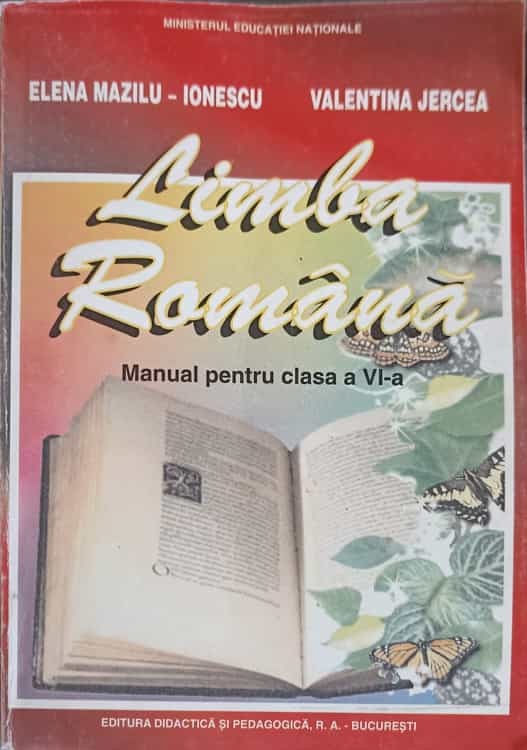 MINISTERUL EDUCAȚIEI NAȚIONALE
ELENA MAZILU - IONESCU VALENTINA JERCEA
Limba
Română
Manual pentru clasa a VI-a
EDITURA DIDACTICĂ ȘI PEDAGOGICĂ, R. A. - BUCUREȘTI